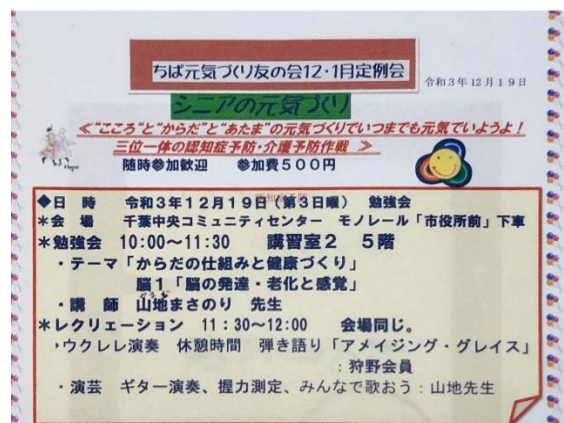 ちば元気づくり友の会12・1月定例会
令和3年12月19日
シニアの元気づくり
≪“こころ”と“からだ”と“あたま”の元気づくりでいつまでも元気でいようよ！
三位一体の認知症予防・介護予防作戦 ≫
随時参加歓迎 参加費５００円
◆日 時 令和３年１２月１９日（第３日曜） 勉強会
＊会 場 千葉中央コミュニティセンター モノレール「市役所前」下車
＊勉強会 10:00～11:30 講習室２ ５階
・テーマ「からだの仕組みと健康づくり」
脳１「脳の発達・老化と感覚」
・講 師 山地まさのり 先生
＊レクリェーション 11：30～12:00 会場同じ。
・ウクレレ演奏 休憩時間 弾き語り「アメイジング・グレイス」
：狩野会員
・演芸 ギター演奏、握力測定、みんなで歌おう：山地先生